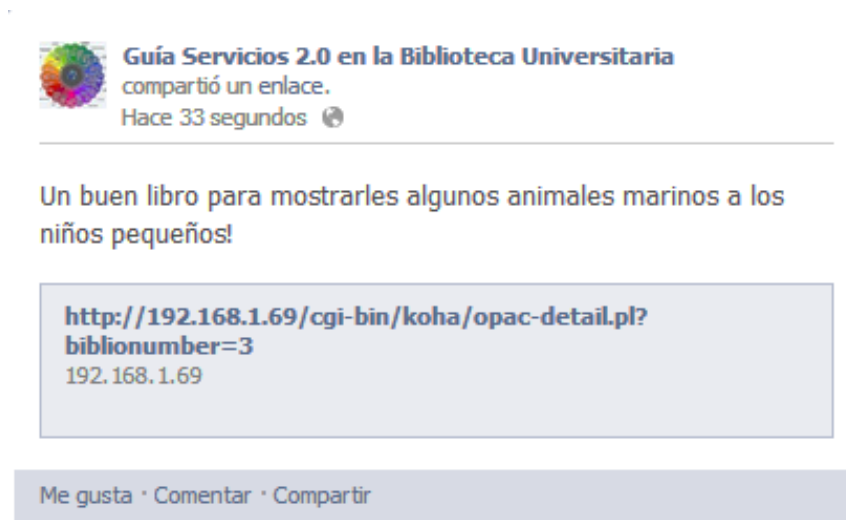 Guía Servicios 2.0 en la Biblioteca Universitaria
compartió un enlace.
Hace 33 segundos
Un buen libro para mostrarles algunos animales marinos a los
niños pequeños!
http://192.168.1.69/cgi-bin/koha/opac-detail.pl?
biblionumber=3
192.168.1.69
Me gusta · Comentar · Compartir